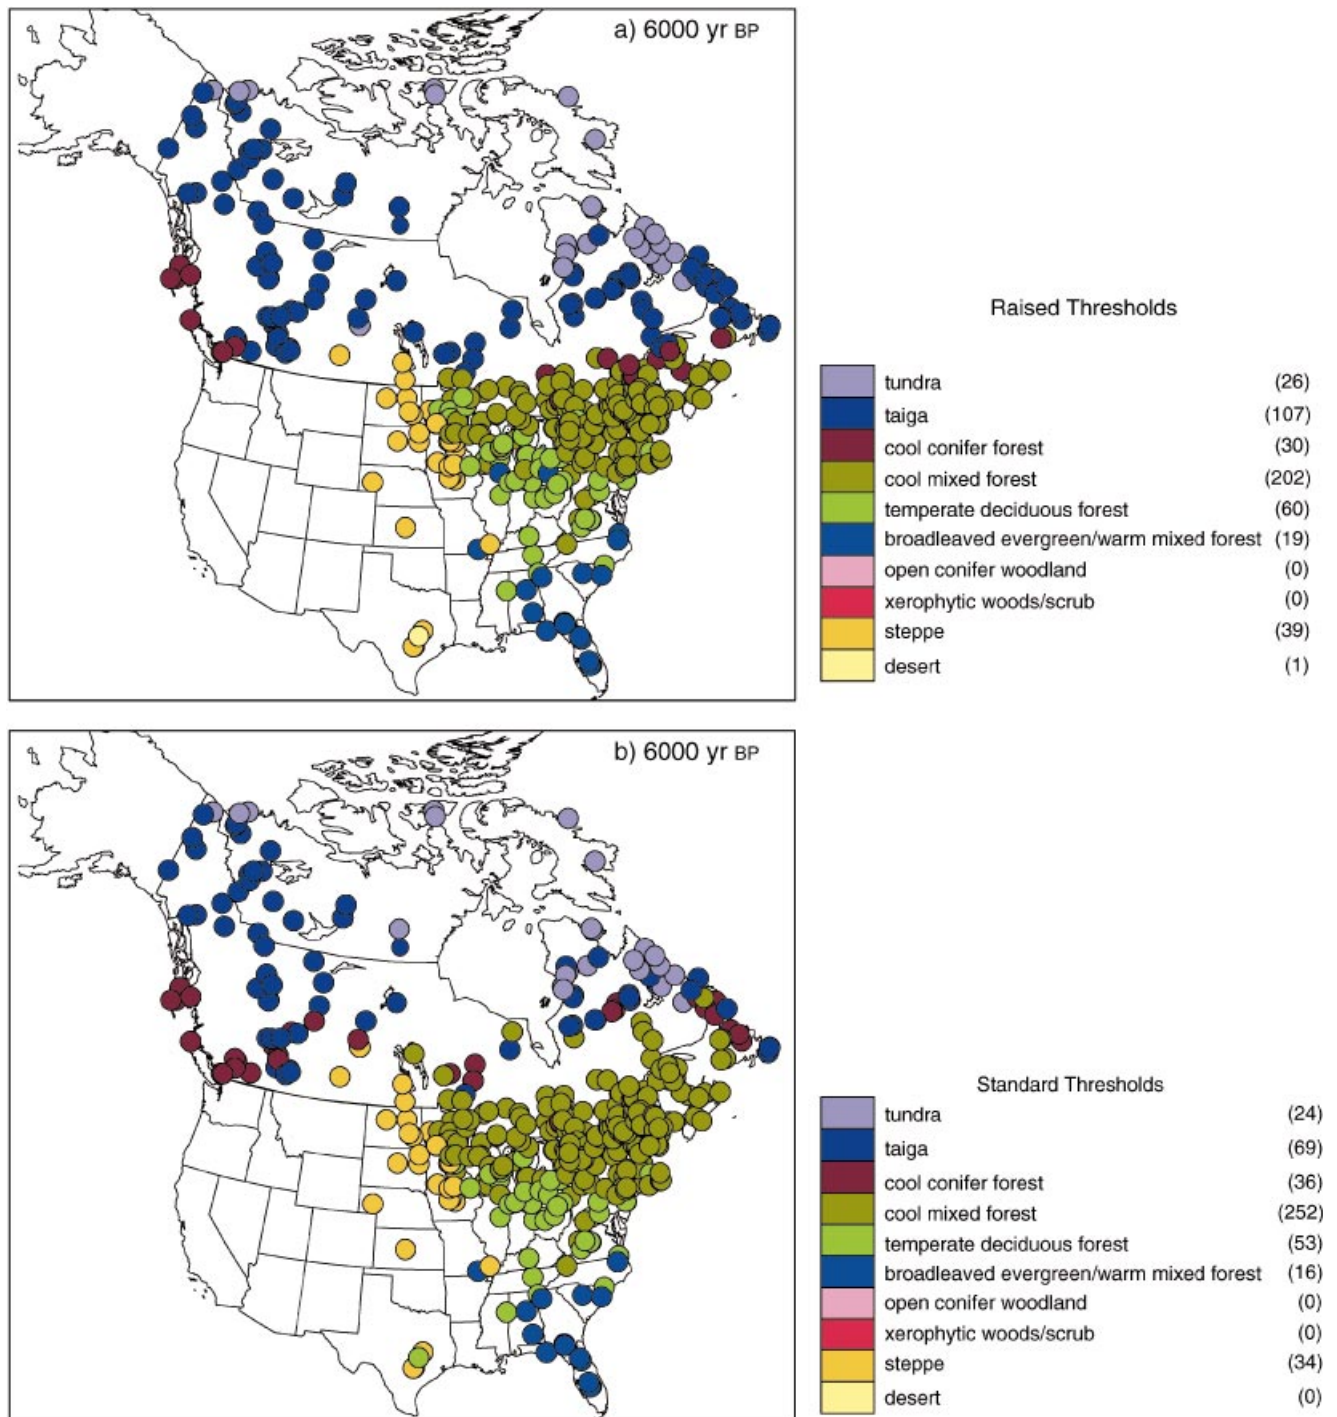 a) 6000 yr BP
Raised Thresholds
tundra (26)
taiga (107)
cool conifer forest (30)
cool mixed forest (202)
temperate deciduous forest (60)
broadleaved evergreen/warm mixed forest (19)
open conifer woodland (0)
xerophytic woods/scrub (0)
steppe (39)
desert (1)
b) 6000 yr BP
Standard Thresholds
tundra (24)
taiga (69)
cool conifer forest (36)
cool mixed forest (252)
temperate deciduous forest (53)
broadleaved evergreen/warm mixed forest (16)
open conifer woodland (0)
xerophytic woods/scrub (0)
steppe (34)
desert (0)